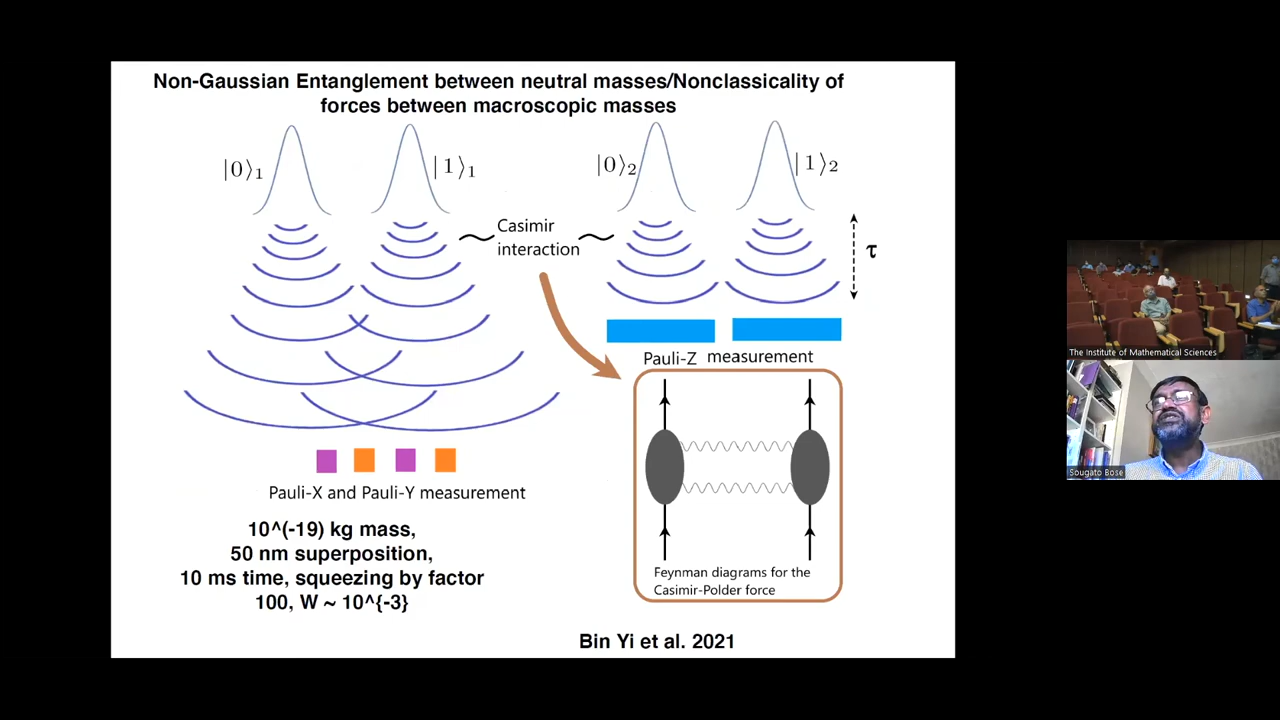 Non-Gaussian Entanglement between neutral masses/Nonclassicality of
forces between macroscopic masses
|0⟩₁
|1⟩₁
|0⟩₂
|1⟩₂
Casimir
interaction
τ
Pauli-Z measurement
Pauli-X and Pauli-Y measurement
10^(-19) kg mass,
50 nm superposition,
10 ms time, squeezing by factor
100, W ~ 10^{-3}
Feynman diagrams for the
Casimir-Polder force
Bin Yi et al. 2021
The Institute of Mathematical Sciences
Sougato Bose